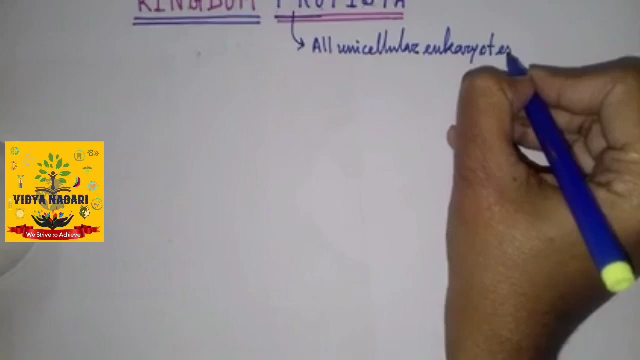 KINGDOM PROTISTA
All unicellular eukaryotes
VIDYA NAGARI
We Strive to Achieve